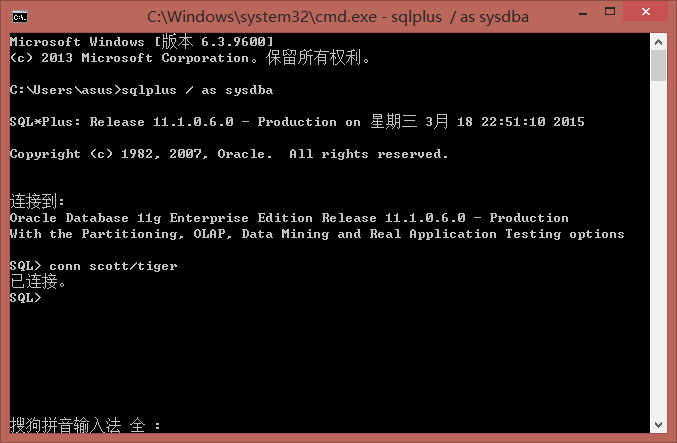 C:\Windows\system32\cmd.exe - sqlplus  / as sysdba
Microsoft Windows [版本 6.3.9600]
(c) 2013 Microsoft Corporation。保留所有权利。
C:\Users\asus>sqlplus / as sysdba
SQL*Plus: Release 11.1.0.6.0 - Production on 星期三 3月 18 22:51:10 2015
Copyright (c) 1982, 2007, Oracle.  All rights reserved.
连接到:
Oracle Database 11g Enterprise Edition Release 11.1.0.6.0 - Production
With the Partitioning, OLAP, Data Mining and Real Application Testing options
SQL> conn scott/tiger
已连接。
SQL>
搜狗拼音输入法 全 :